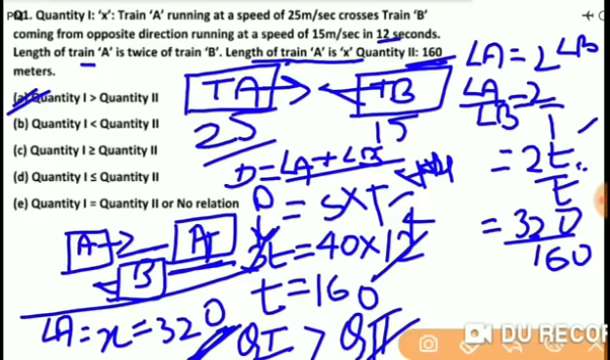 Q1. Quantity I: 'x': Train 'A' running at a speed of 25m/sec crosses Train 'B'
coming from opposite direction running at a speed of 15m/sec in 12 seconds.
Length of train 'A' is twice of train 'B'. Length of train 'A' is 'x' Quantity II: 160
meters.
(a) Quantity I > Quantity II
(b) Quantity I < Quantity II
(c) Quantity I ≥ Quantity II
(d) Quantity I ≤ Quantity II
(e) Quantity I = Quantity II or No relation
TA
TB
25
15
D = LA + LB
D = S × T
3t = 40 × 12
t = 160
A
A
B
LA = x = 320
QI > QII
LA = 2 LB
LA/LB = 2/1
= 2t/t
= 320/160
DU RECOR